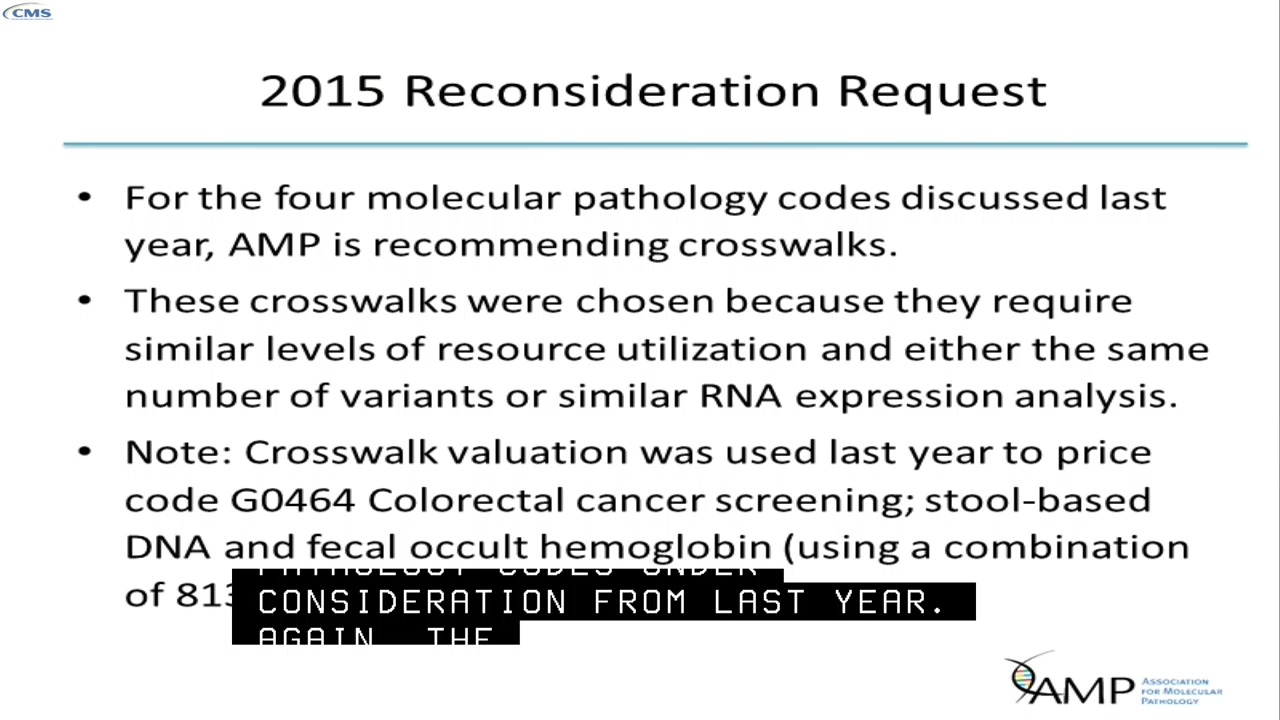 CMS
2015 Reconsideration Request
• For the four molecular pathology codes discussed last
year, AMP is recommending crosswalks.
• These crosswalks were chosen because they require
similar levels of resource utilization and either the same
number of variants or similar RNA expression analysis.
• Note: Crosswalk valuation was used last year to price
code G0464 Colorectal cancer screening; stool-based
DNA and fecal occult hemoglobin (using a combination
of 813
PATHOLOGY CODES UNDER
CONSIDERATION FROM LAST YEAR.
AGAIN, THE
AMP ASSOCIATION
FOR MOLECULAR
PATHOLOGY